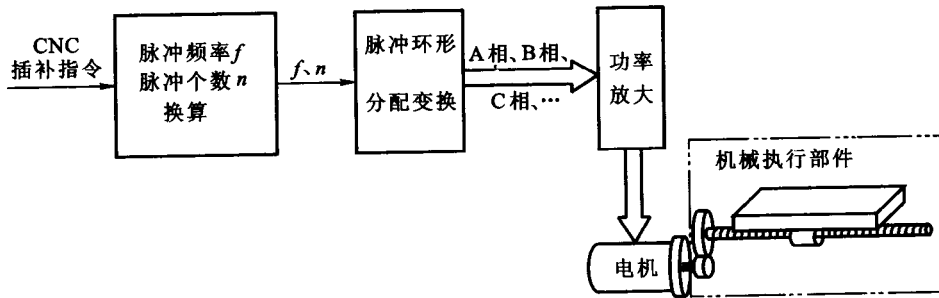 CNC
插补指令
脉冲频率f
脉冲个数n
换算
f、n
脉冲环形
分配变换
A相、B相、
C相、…
功率
放大
机械执行部件
电机